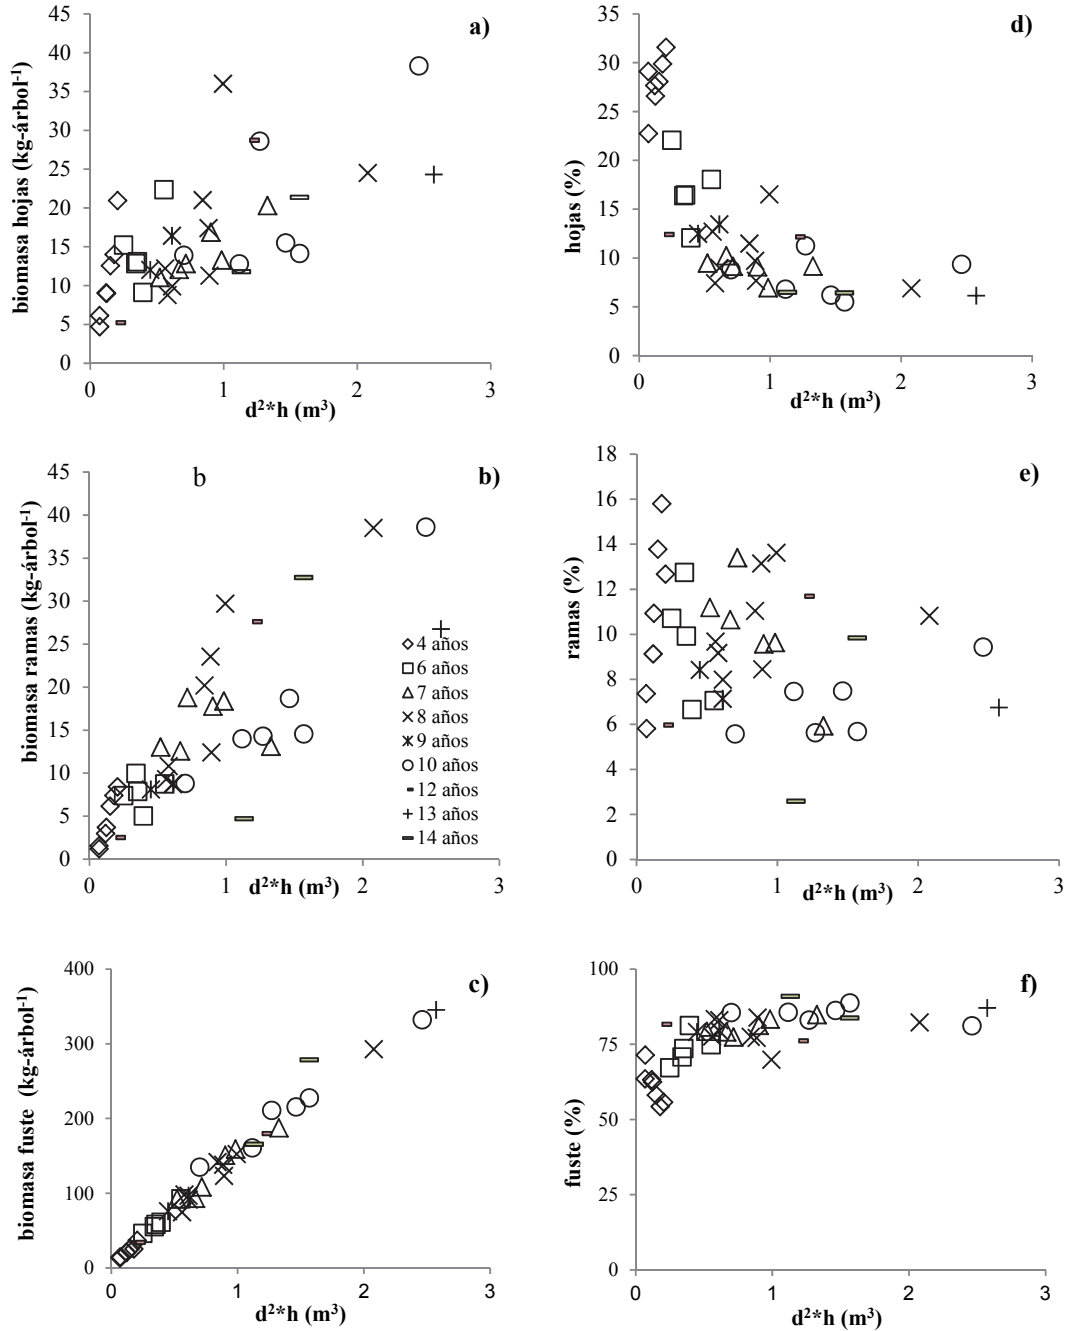 a)
biomasa hojas (kg-árbol-1)
45
40
35
30
25
20
15
10
5
0
0 1 2 3
d2*h (m3)
d)
hojas (%)
35
30
25
20
15
10
5
0
0 1 2 3
d2*h (m3)
b
b)
biomasa ramas (kg-árbol-1)
45
40
35
30
25
20
15
10
5
0
4 años
6 años
7 años
8 años
9 años
10 años
12 años
13 años
14 años
0 1 2 3
d2*h (m3)
e)
ramas (%)
18
16
14
12
10
8
6
4
2
0
0 1 2 3
d2*h (m3)
c)
biomasa fuste (kg-árbol-1)
400
300
200
100
0
0 1 2 3
d2*h (m3)
f)
fuste (%)
100
75
50
25
0
0 1 2 3
d2*h (m3)